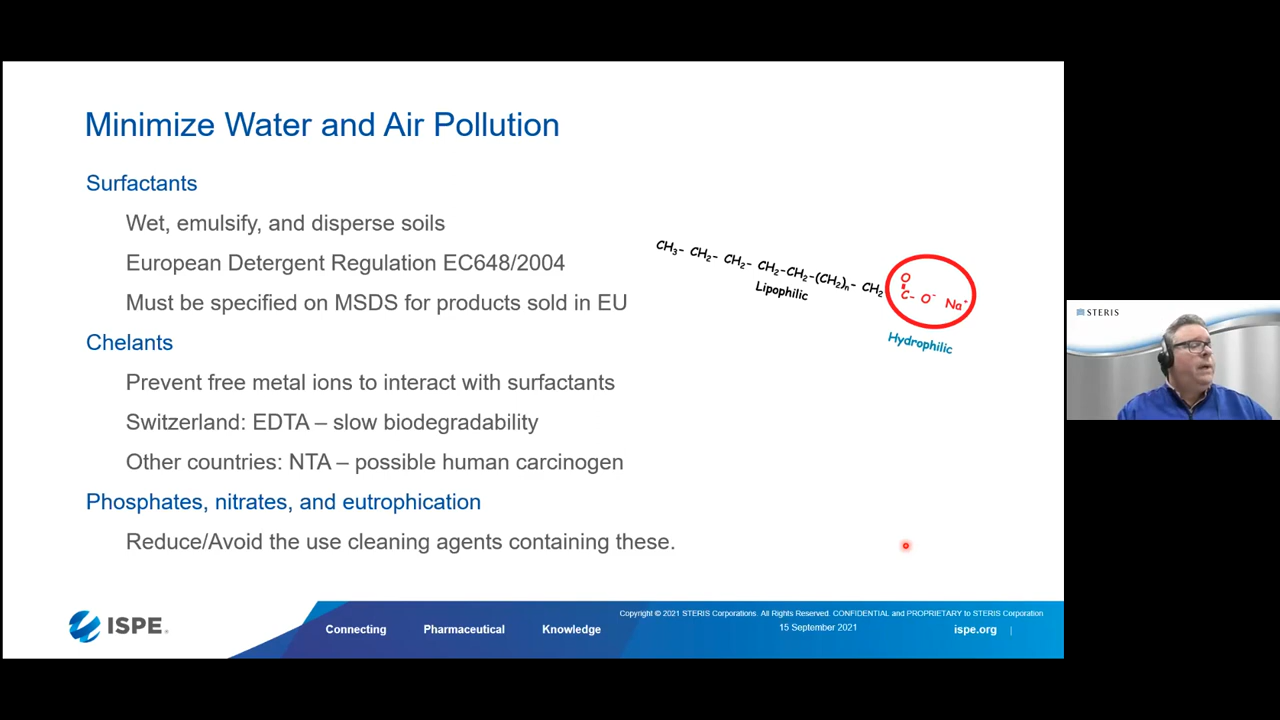 Minimize Water and Air Pollution
Surfactants
Wet, emulsify, and disperse soils
European Detergent Regulation EC648/2004
Must be specified on MSDS for products sold in EU
Chelants
Prevent free metal ions to interact with surfactants
Switzerland: EDTA – slow biodegradability
Other countries: NTA – possible human carcinogen
Phosphates, nitrates, and eutrophication
Reduce/Avoid the use cleaning agents containing these.
CH₃- CH₂- CH₂- CH₂-CH₂-(CH₂)ₙ- CH₂
O
C- O⁻ Na⁺
Lipophilic
Hydrophilic
STERIS
ISPE®
Connecting Pharmaceutical Knowledge
Copyright © 2021 STERIS Corporations. All Rights Reserved. CONFIDENTIAL and PROPRIETARY to STERIS Corporation
15 September 2021
ispe.org |